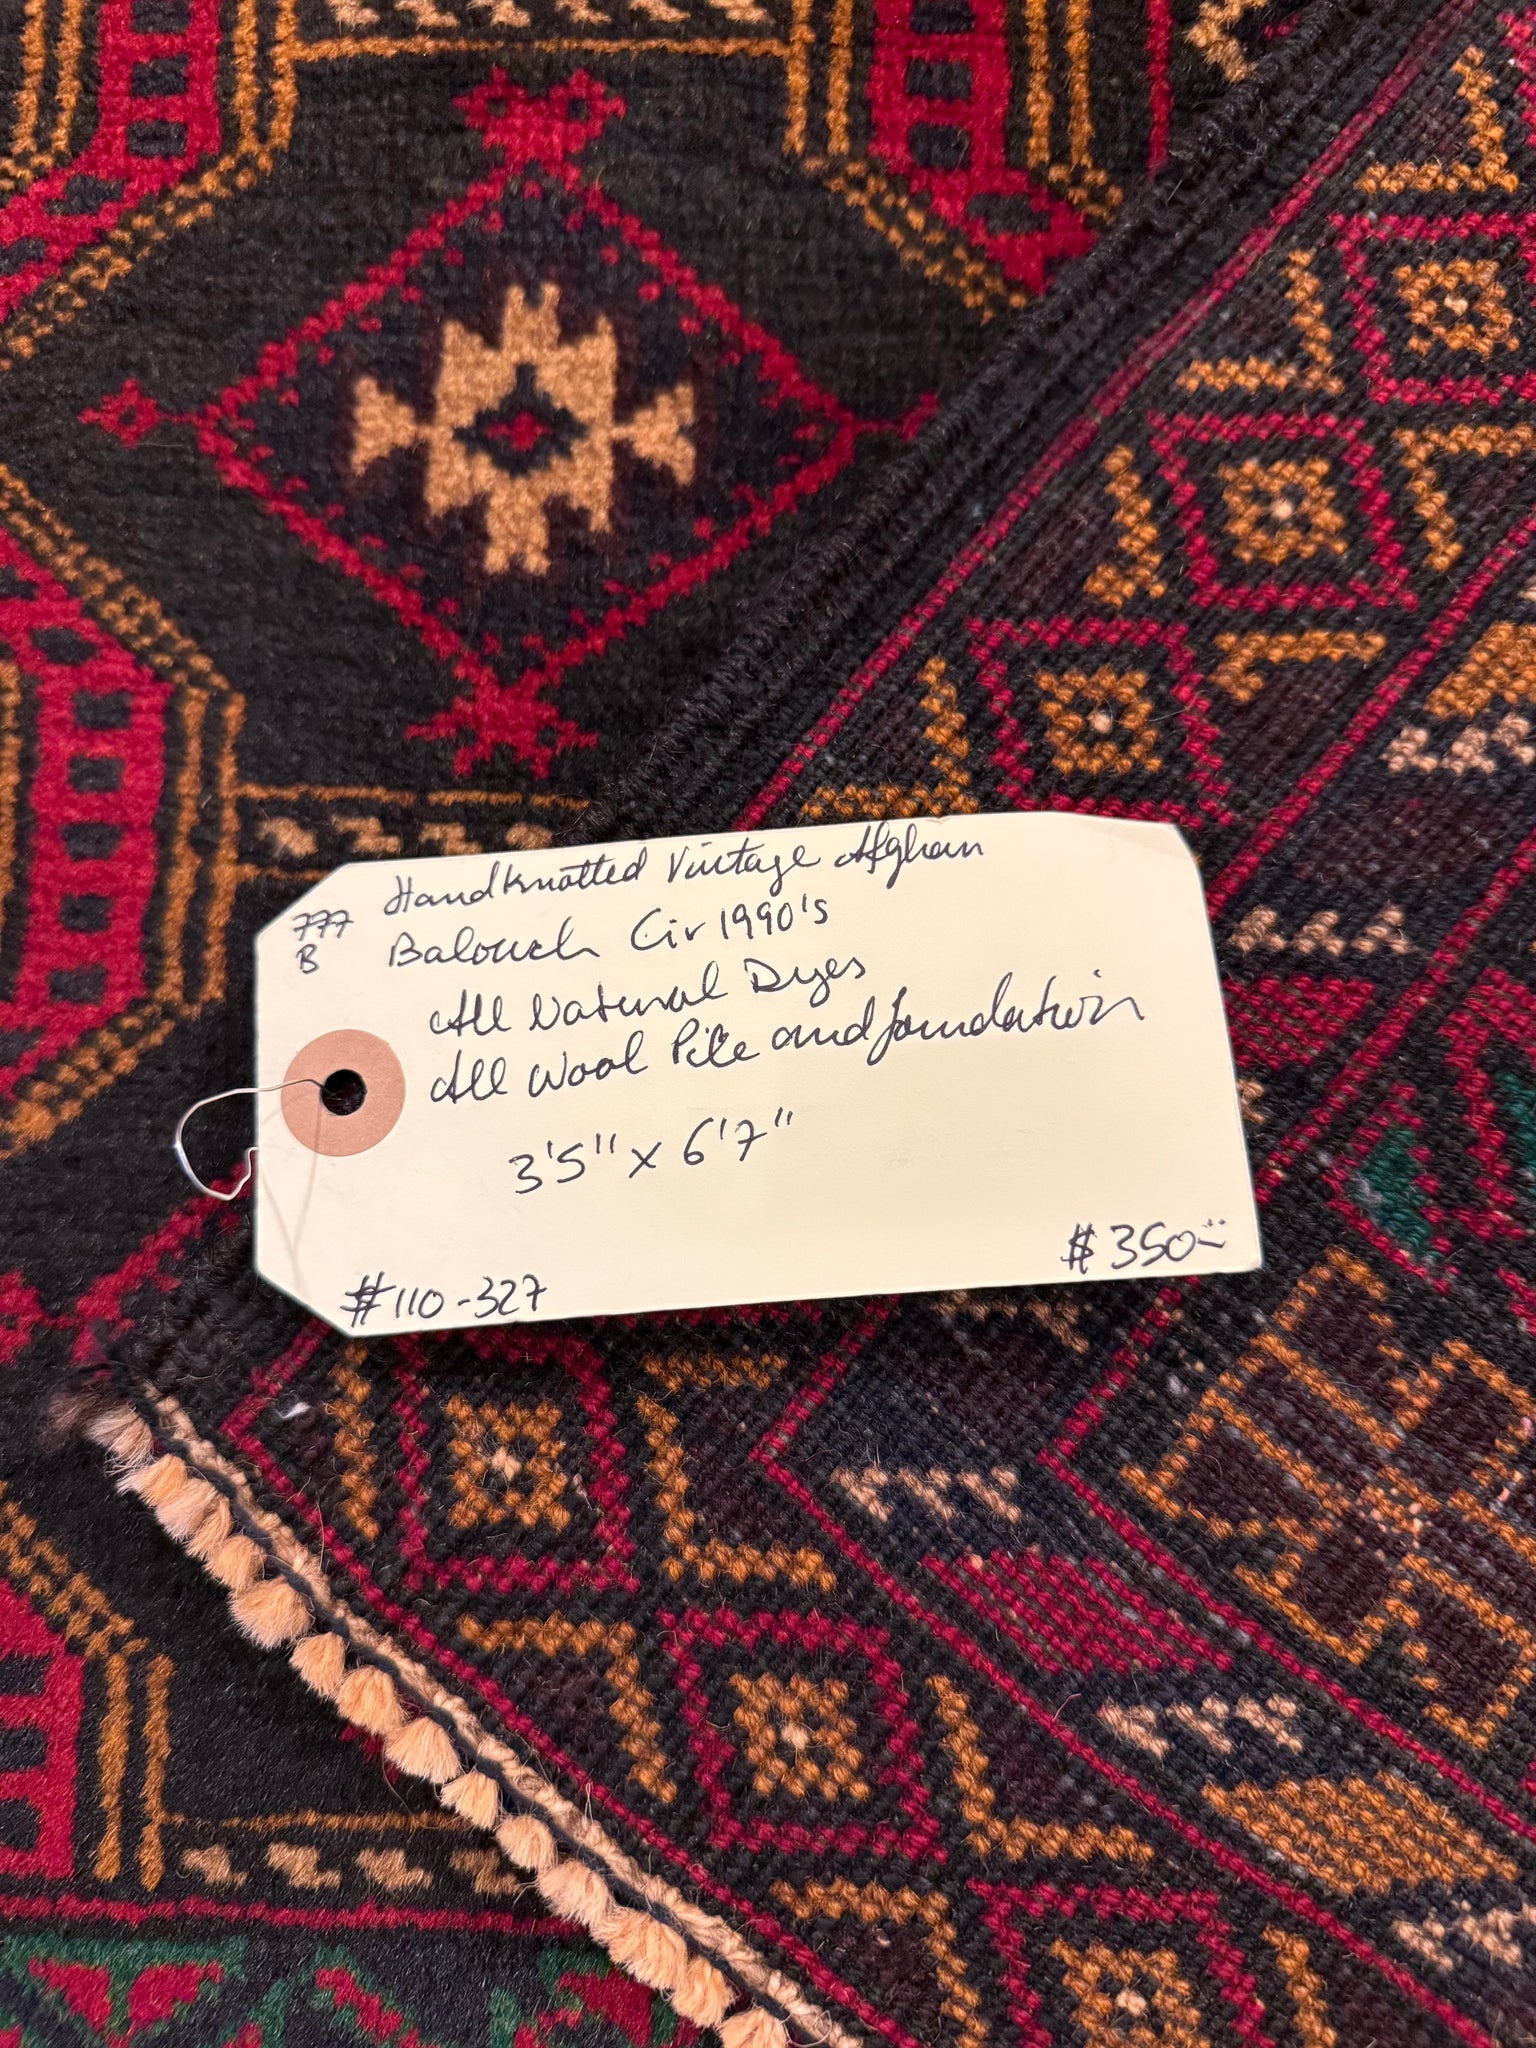 Handknotted Vintage Afghan
777
B
Balouch Cir 1990's
All Natural Dyes
All Wool Pile and foundation
3'5" x 6'7"
#110-327
$350